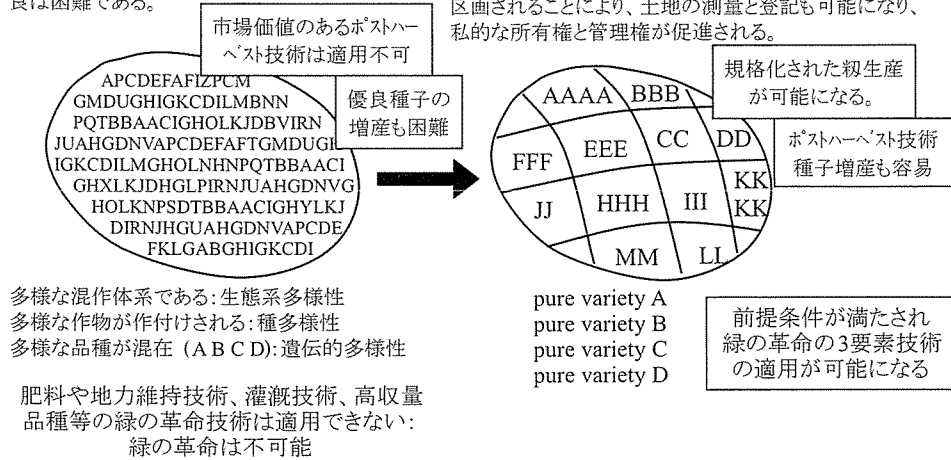 良は困難である。
区画されることにより、土地の測量と登記も可能になり、
私的な所有権と管理権が促進される。
市場価値のあるポストハー
ベスト技術は適用不可
優良種子の
増産も困難
APCDEFAFIZPCM
GMDUGHIGKCDILMBNN
PQTBBAACIGHOLKJDBVIRN
JUAHGDNVAPCDEFAFTGMDUGH
IGKCDILMGHOLNHNPQTBBAACI
GHXLKJDHGLPIRNJUAHGDNVG
HOLKNPSDTBBAACIGHYLKJ
DIRNJHGUAHGDNVAPCDE
FKLGABGHIGKCDI
規格化された籾生産
が可能になる。
ポストハーベスト技術
種子増産も容易
AAAA BBB
FFF EEE CC DD
JJ HHH III KK
KK
MM LL
多様な混作体系である:生態系多様性
多様な作物が作付けされる:種多様性
多様な品種が混在 (A B C D):遺伝的多様性
肥料や地力維持技術、灌漑技術、高収量
品種等の緑の革命技術は適用できない:
緑の革命は不可能
pure variety A
pure variety B
pure variety C
pure variety D
前提条件が満たされ
緑の革命の3要素技術
の適用が可能になる